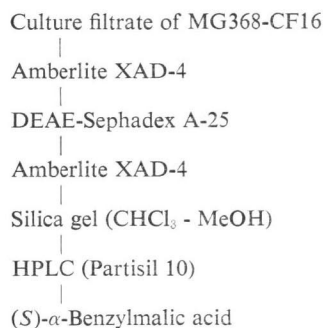 Culture filtrate of MG368-CF16
Amberlite XAD-4
DEAE-Sephadex A-25
Amberlite XAD-4
Silica gel (CHCl₃ - MeOH)
HPLC (Partisil 10)
(S)-α-Benzylmalic acid